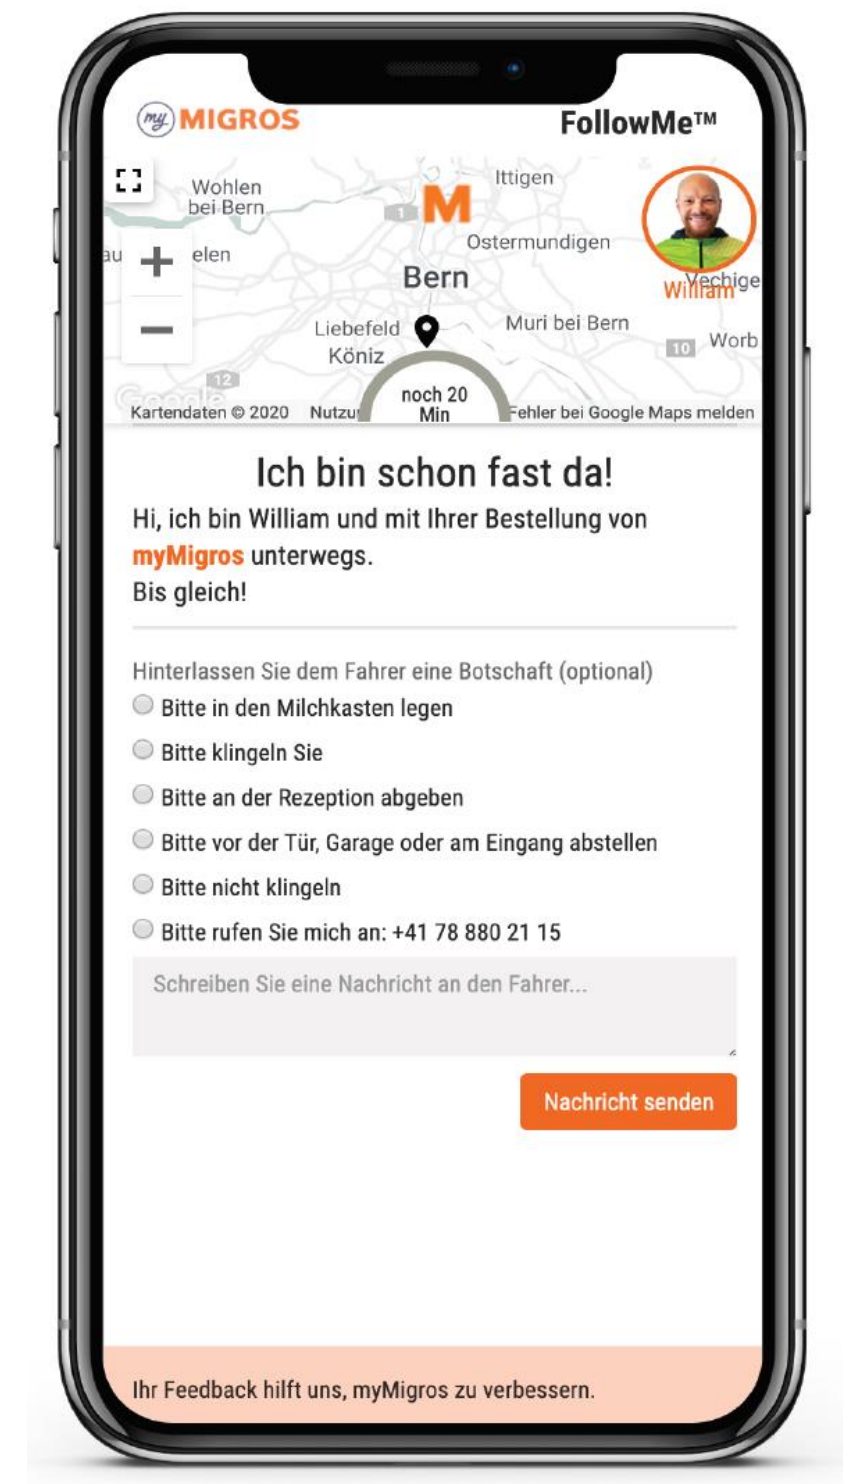 my MIGROS
FollowMe™
Wohlen
bei Bern
Ittigen
1
M
Ostermundigen
elen
Bern
William
Vechige
Liebefeld
Muri bei Bern
Köniz
10
Worb
12
Google
noch 20
Min
Kartendaten © 2020 Nutzu Fehler bei Google Maps melden
Ich bin schon fast da!
Hi, ich bin William und mit Ihrer Bestellung von
myMigros unterwegs.
Bis gleich!
Hinterlassen Sie dem Fahrer eine Botschaft (optional)
Bitte in den Milchkasten legen
Bitte klingeln Sie
Bitte an der Rezeption abgeben
Bitte vor der Tür, Garage oder am Eingang abstellen
Bitte nicht klingeln
Bitte rufen Sie mich an: +41 78 880 21 15
Schreiben Sie eine Nachricht an den Fahrer...
Nachricht senden
Ihr Feedback hilft uns, myMigros zu verbessern.